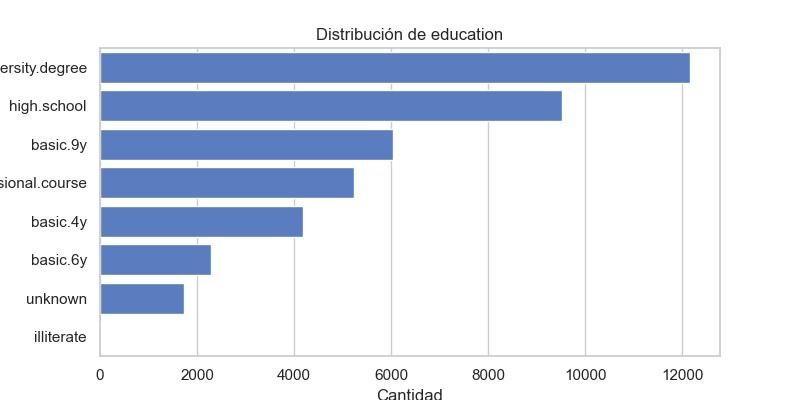 Distribución de education
ersity.degree
high.school
basic.9y
sional.course
basic.4y
basic.6y
unknown
illiterate
0 2000 4000 6000 8000 10000 12000
Cantidad